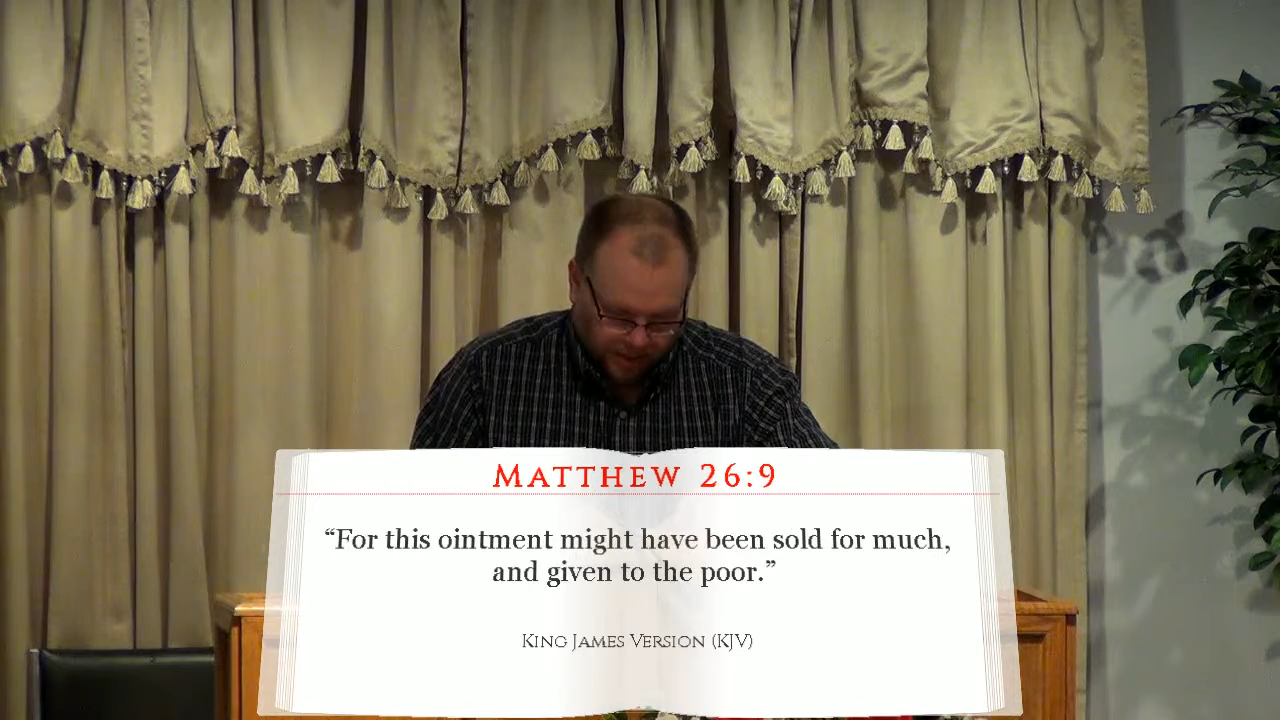 Matthew 26:9
“For this ointment might have been sold for much,
and given to the poor.”
King James Version (KJV)